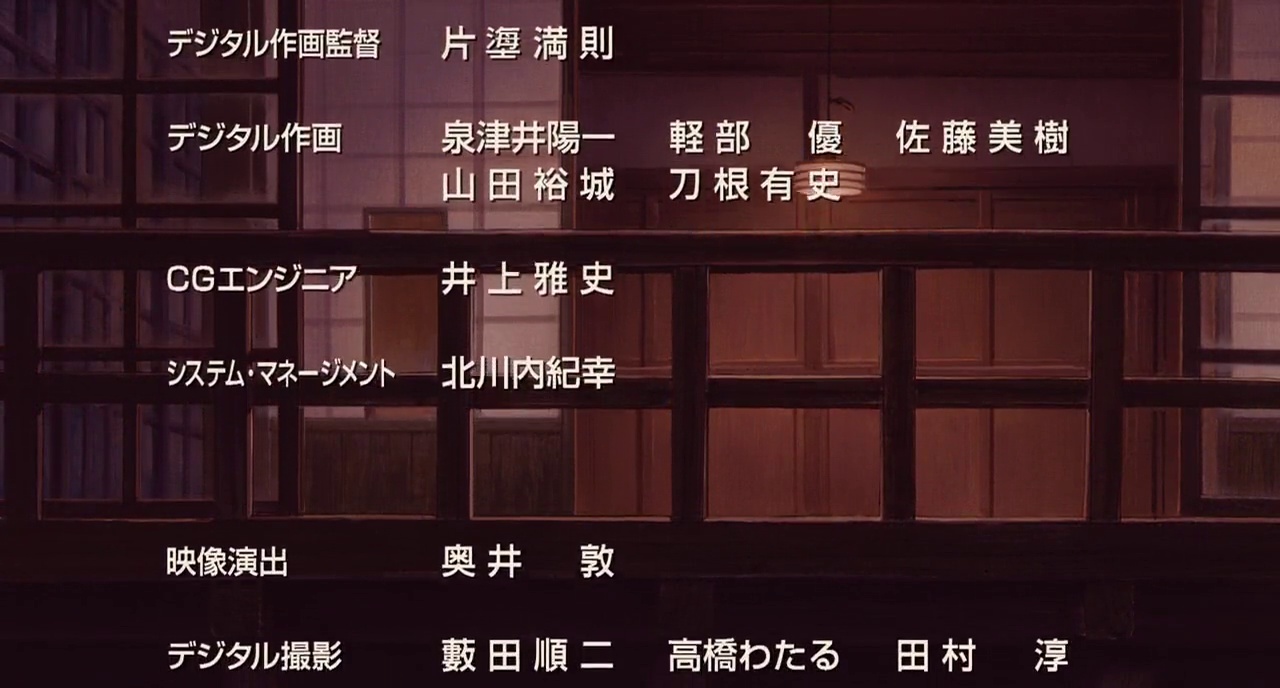 デジタル作画監督 片塰満則
デジタル作画 泉津井陽一 軽部 優 佐藤美樹
山田裕城 刀根有史
CGエンジニア 井上雅史
システム・マネージメント 北川内紀幸
映像演出 奥井 敦
デジタル撮影 藪田順二 高橋わたる 田村 淳